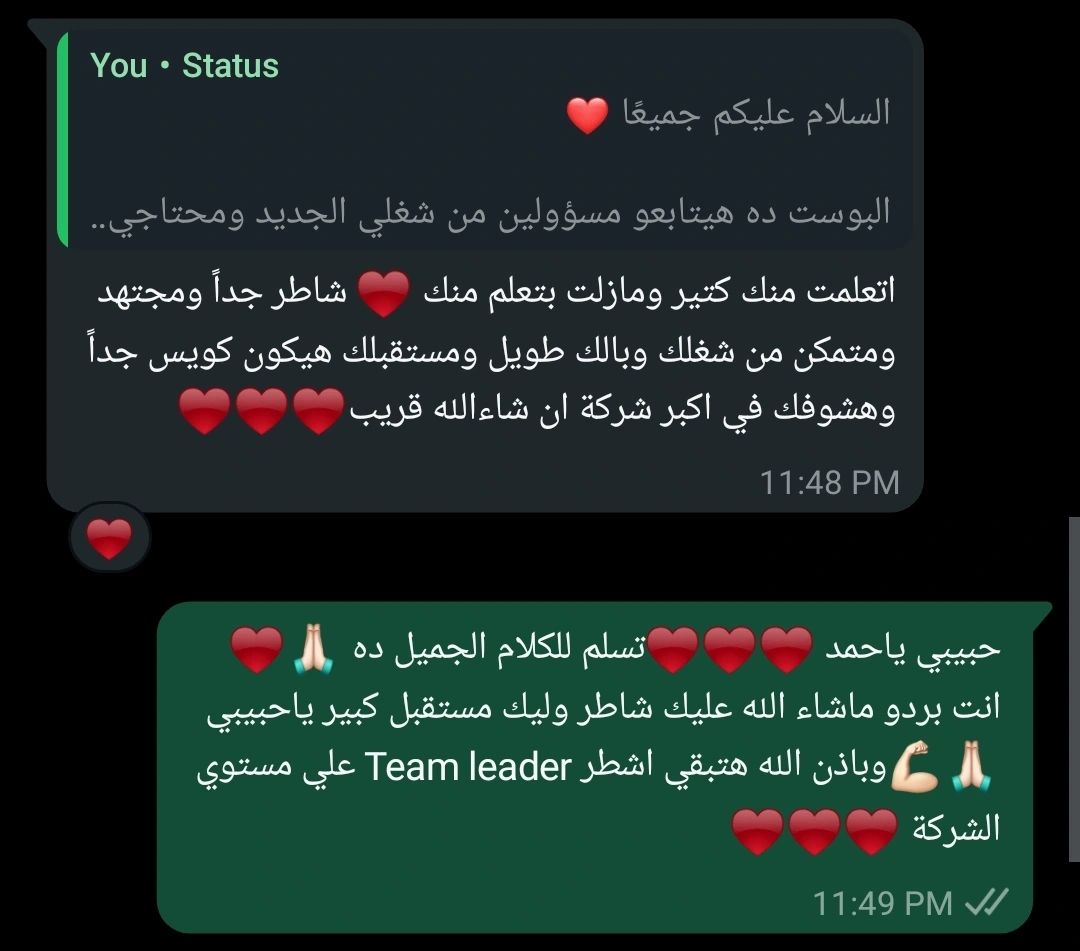 You • Status
السلام عليكم جميعًا ❤️
البوست ده هيتابعو مسؤولين من شغلي الجديد ومحتاجي..
اتعلمت منك كتير ومازلت بتعلم منك ♥️ شاطر جداً ومجتهد
ومتمكن من شغلك وبالك طويل ومستقبلك هيكون كويس جداً
وهشوفك في اكبر شركة ان شاءالله قريب♥️♥️♥️
11:48 PM
♥️
حبيبي ياحمد ♥️♥️♥️تسلم للكلام الجميل ده 🙏🏻♥️
انت بردو ماشاء الله عليك شاطر وليك مستقبل كبير ياحبيبي
🙏🏻💪🏻وباذن الله هتبقي اشطر Team leader علي مستوي
الشركة ♥️♥️♥️
11:49 PM